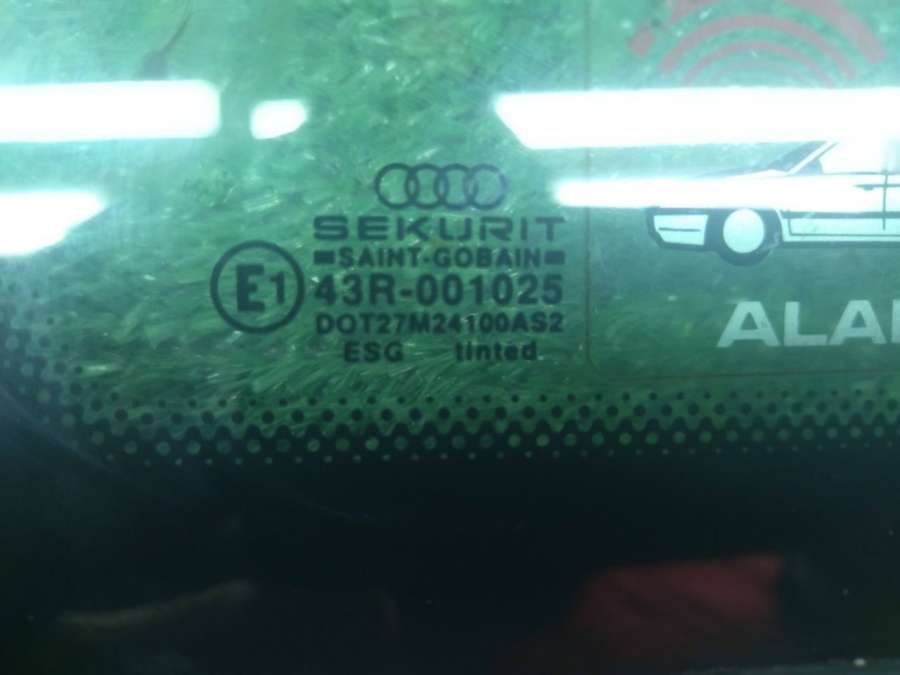 SEKURIT
SAINT-GOBAIN
E1 43R-001025
DOT27M24100AS2
ESG tinted
ALA